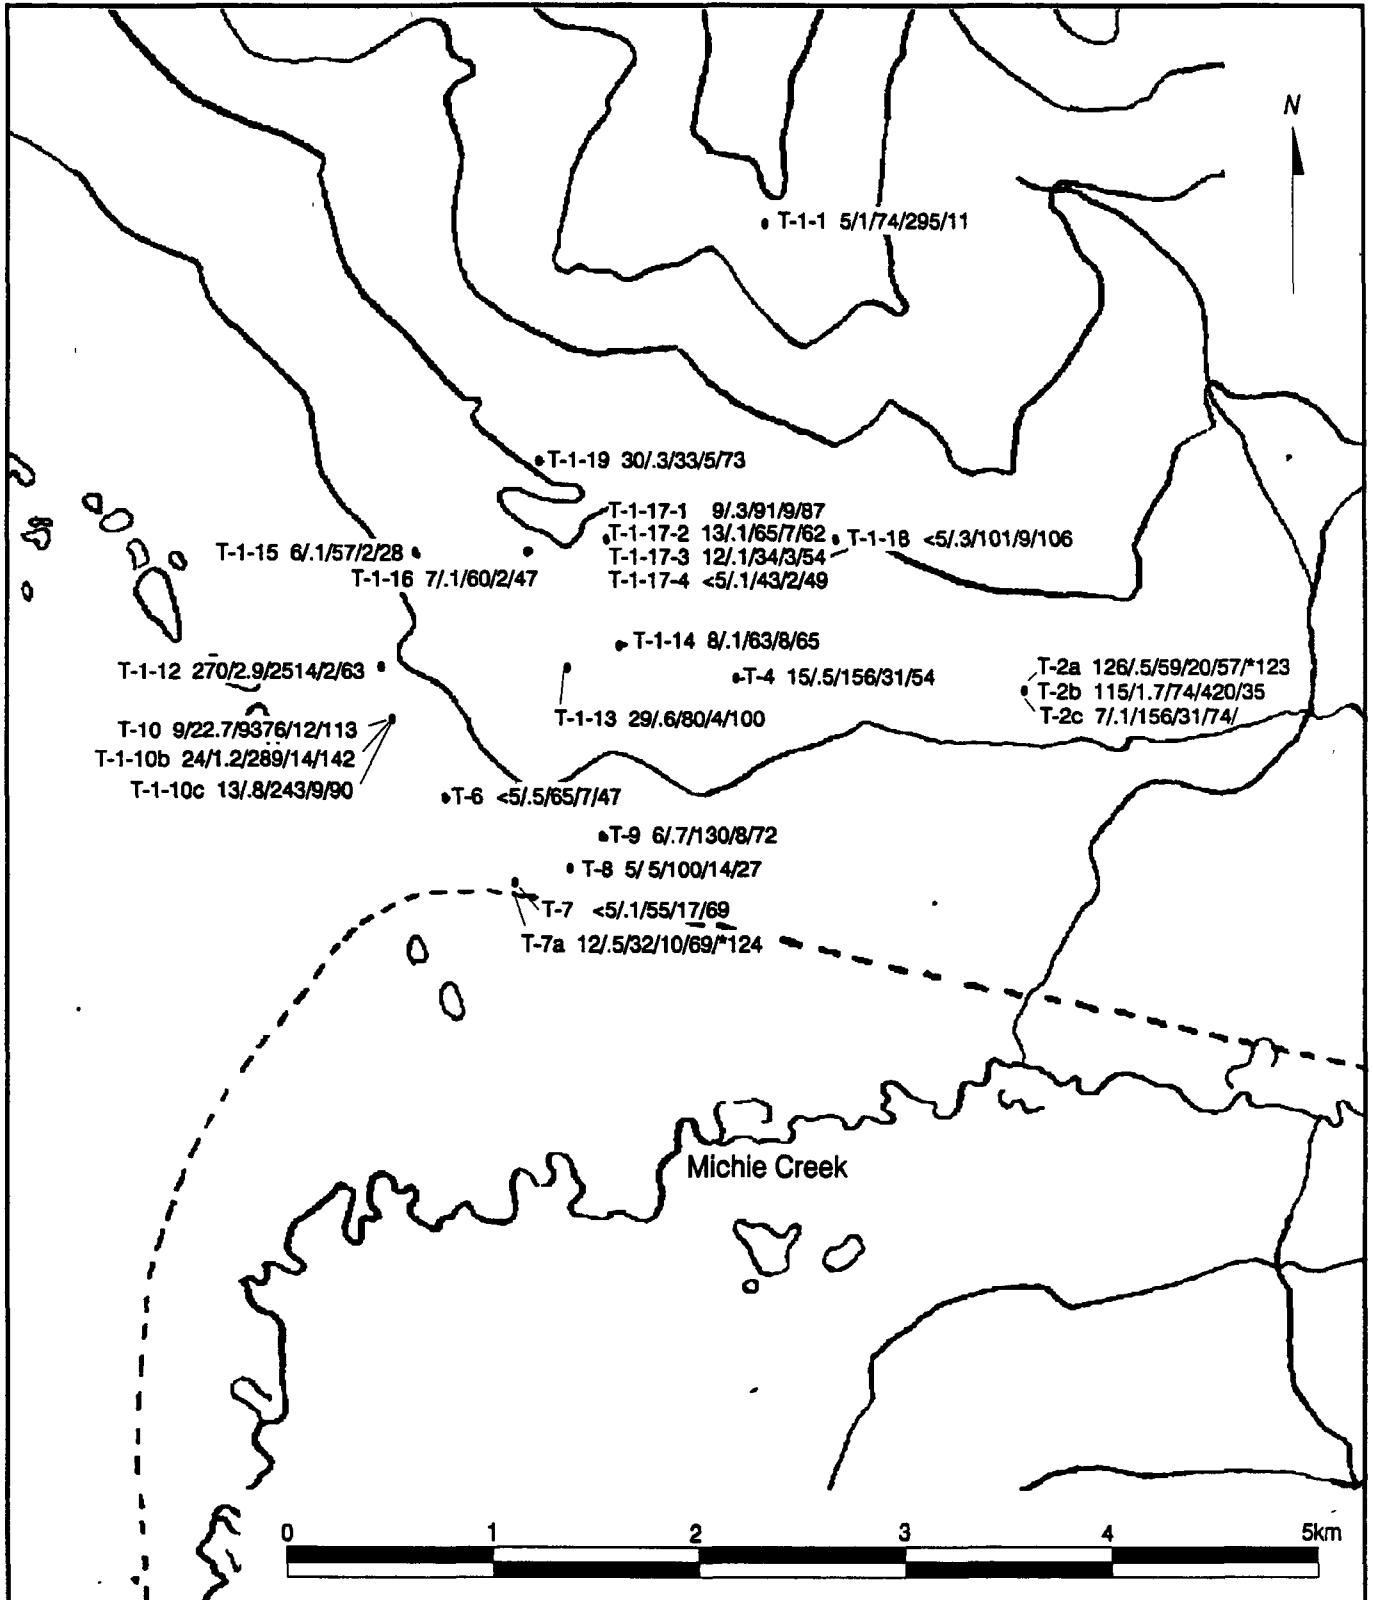 N
T-1-1 5/1/74/295/11
T-1-19 30/.3/33/5/73
T-1-17-1 9/.3/91/9/87
T-1-17-2 13/.1/65/7/62
T-1-18 <5/.3/101/9/106
T-1-15 6/.1/57/2/28
T-1-17-3 12/.1/34/3/54
T-1-16 7/.1/60/2/47
T-1-17-4 <5/.1/43/2/49
T-1-14 8/.1/63/8/65
T-1-12 270/2.9/2514/2/63
T-4 15/.5/156/31/54
T-2a 126/.5/59/20/57/*123
T-2b 115/1.7/74/420/35
T-2c 7/.1/156/31/74/
T-1-13 29/.6/80/4/100
T-10 9/22.7/9376/12/113
T-1-10b 24/1.2/289/14/142
T-1-10c 13/.8/243/9/90
T-6 <5/.5/65/7/47
T-9 6/.7/130/8/72
T-8 5/ 5/100/14/27
T-7 <5/.1/55/17/69
T-7a 12/.5/32/10/69/*124
Michie Creek
0 1 2 3 4 5km